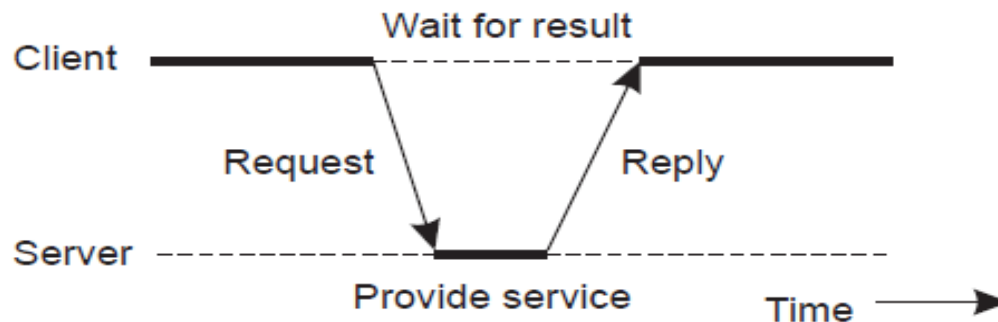 Wait for result
Client
Request
Reply
Server
Provide service
Time